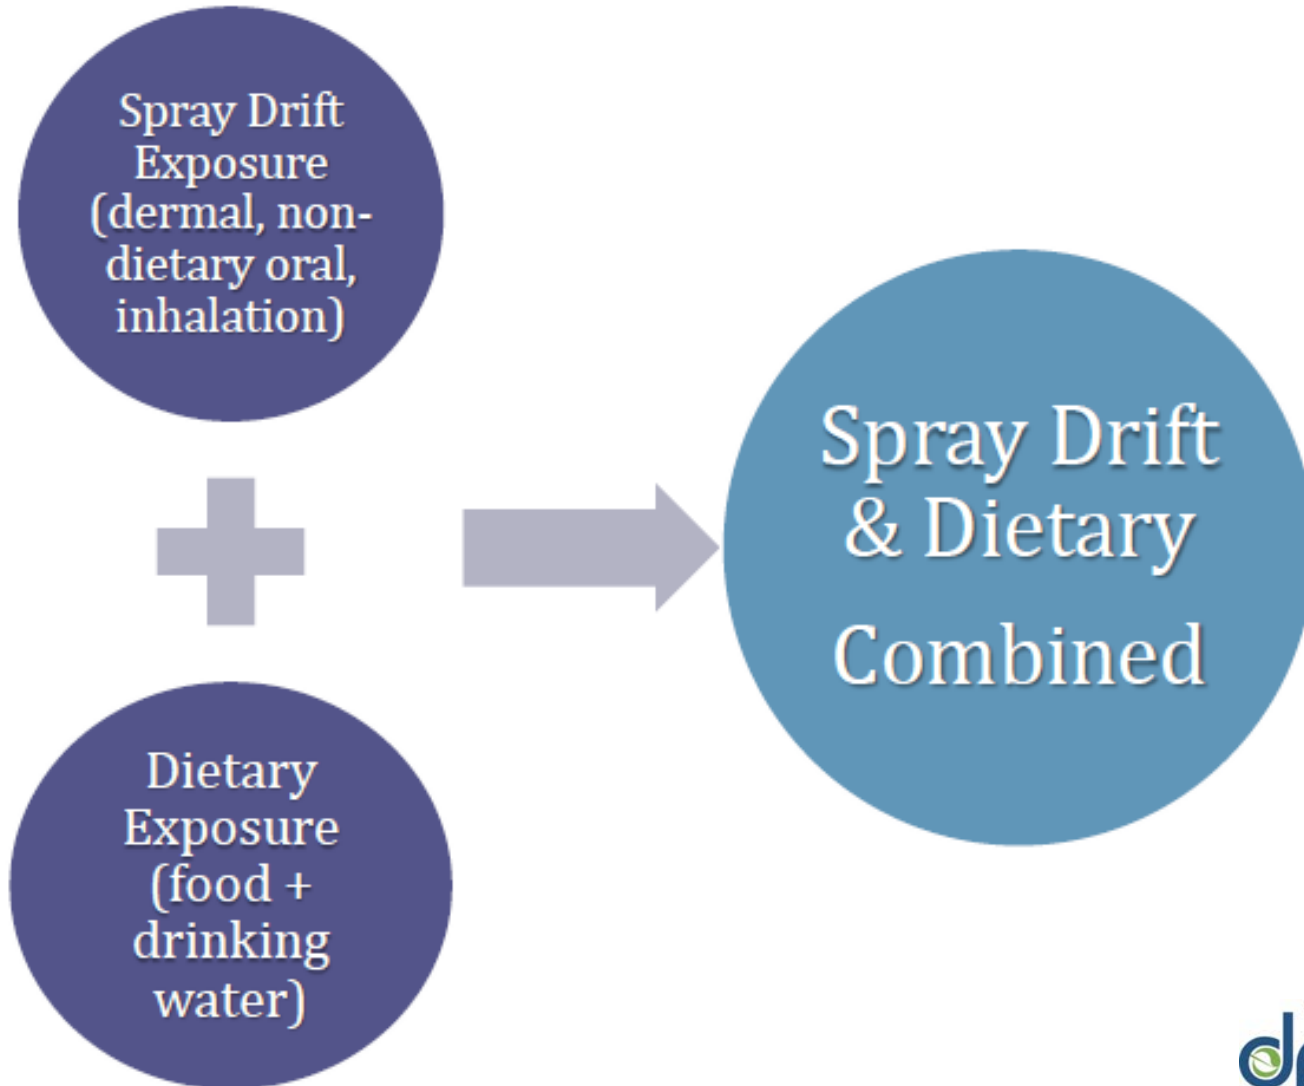 Spray Drift
Exposure
(dermal, non-
dietary oral,
inhalation)
Dietary
Exposure
(food +
drinking
water)
Spray Drift
& Dietary
Combined